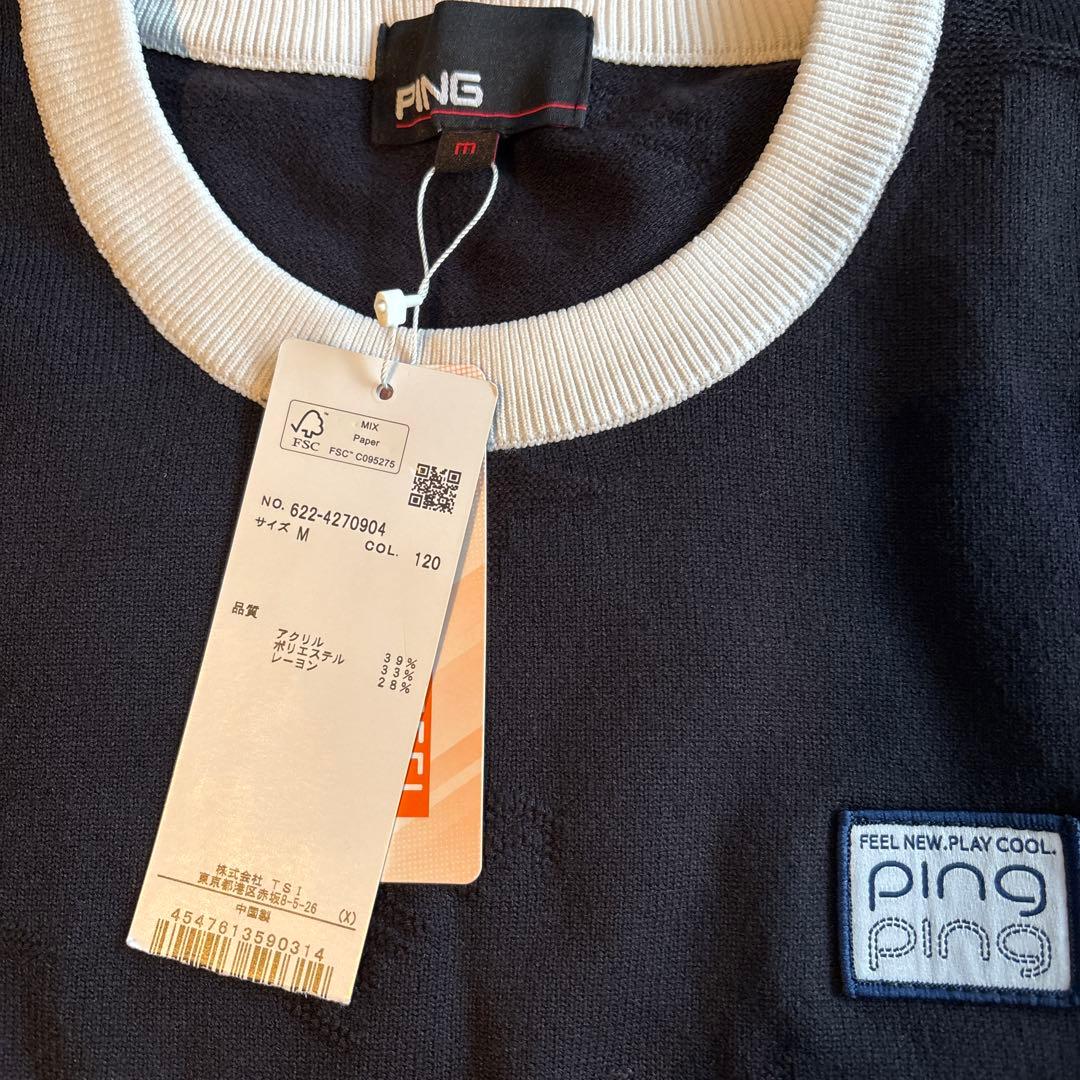 PING
m
FSC™
MIX
Paper
FSC™ C095275
NO. 622-4270904
サイズ M
COL. 120
品質
アクリル 39%
ポリエステル 33%
レーヨン 28%
株式会社 TSI
東京都港区赤坂8-5-26 (X)
中国製
4547613590314
FEEL NEW.PLAY COOL.
ping
ping